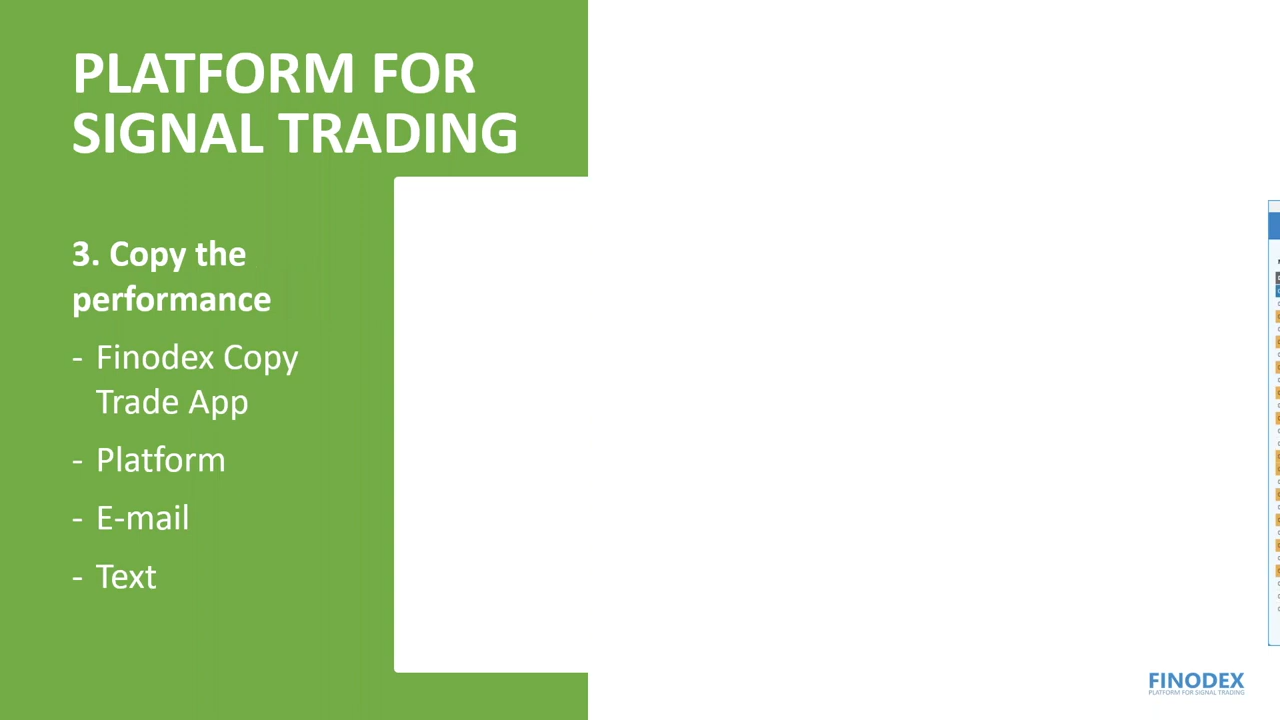 PLATFORM FOR
SIGNAL TRADING
3. Copy the
performance
- Finodex Copy
Trade App
- Platform
- E-mail
- Text
FINODEX
PLATFORM FOR SIGNAL TRADING